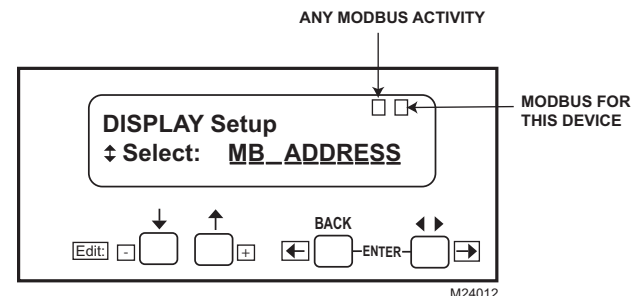 ANY MODBUS ACTIVITY
MODBUS FOR
THIS DEVICE
DISPLAY Setup
↕ Select: MB_ADDRESS
BACK
Edit: - + ENTER
M24012